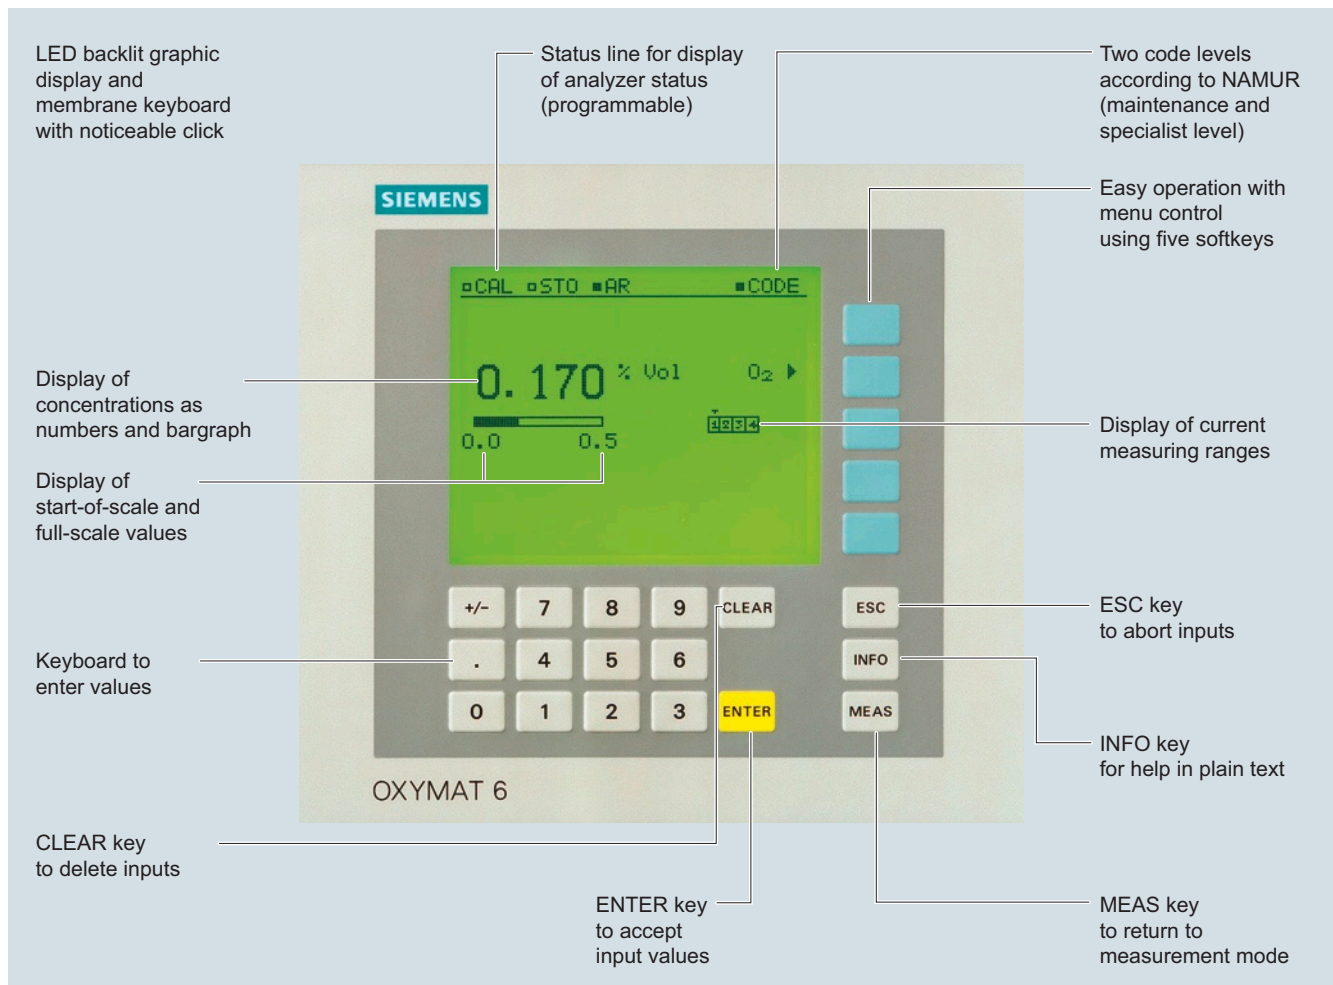 LED backlit graphic
display and
membrane keyboard
with noticeable click
Status line for display
of analyzer status
(programmable)
Two code levels
according to NAMUR
(maintenance and
specialist level)
Easy operation with
menu control
using five softkeys
SIEMENS
CAL STO AR CODE
0.170 % Vol O₂
0.0 0.5
1 2 3 4
Display of
concentrations as
numbers and bargraph
Display of
start-of-scale and
full-scale values
Display of current
measuring ranges
+/- 7 8 9 CLEAR ESC
. 4 5 6 INFO
0 1 2 3 ENTER MEAS
OXYMAT 6
Keyboard to
enter values
ESC key
to abort inputs
INFO key
for help in plain text
CLEAR key
to delete inputs
ENTER key
to accept
input values
MEAS key
to return to
measurement mode